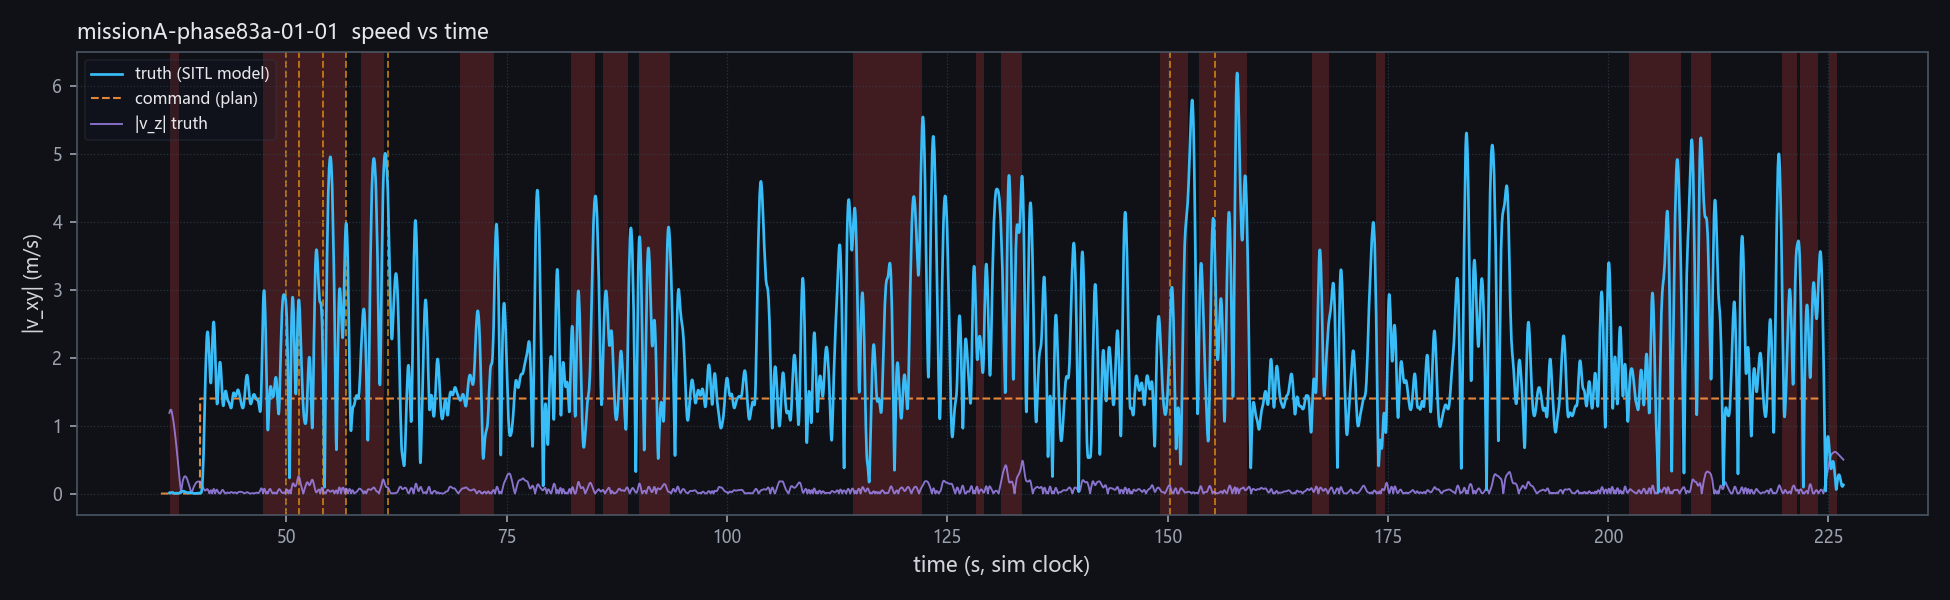 missionA-phase83a-01-01  speed vs time
truth (SITL model)
command (plan)
|v_z| truth
|v_xy| (m/s)
6
5
4
3
2
1
0
50
75
100
125
150
175
200
225
time (s, sim clock)